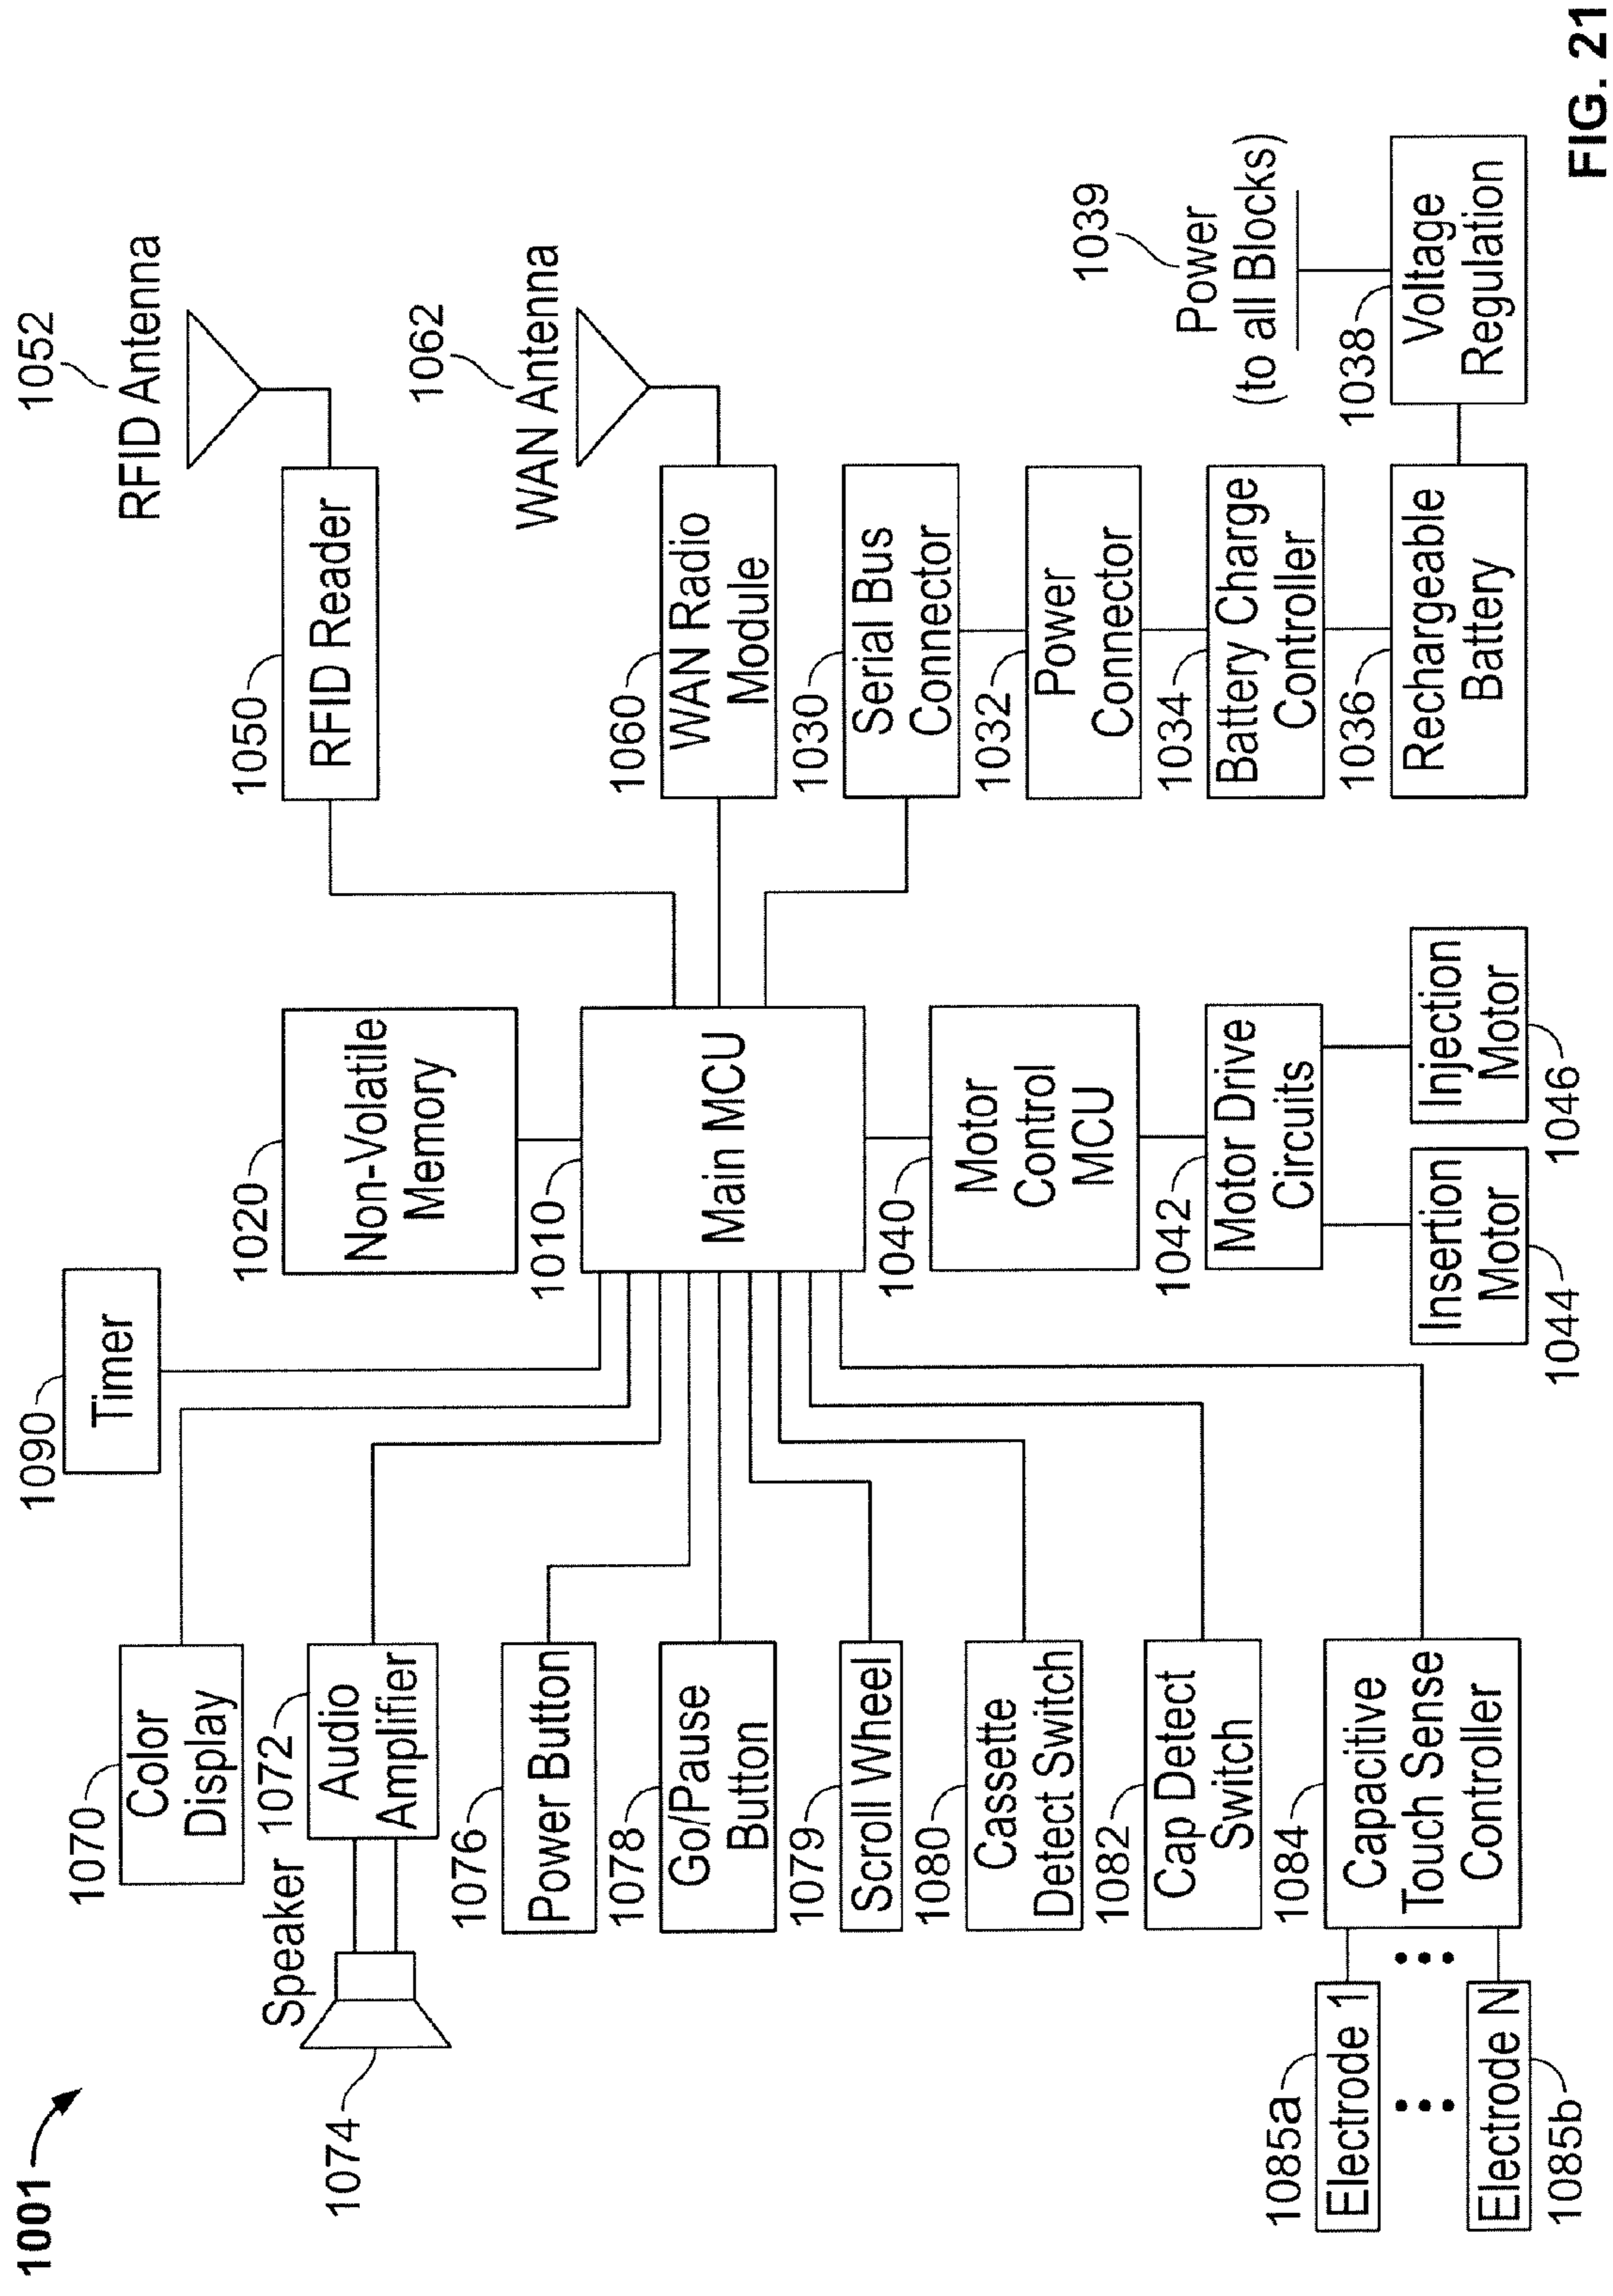 1001
1090
Timer
1052
RFID Antenna
1070
Color
Display
Speaker
1074
1072
Audio
Amplifier
1020
Non-Volatile
Memory
1050
RFID Reader
1062
WAN Antenna
1076
Power Button
1078
Go/Pause
Button
1010
Main MCU
1060
WAN Radio
Module
1079
Scroll Wheel
1030
Serial Bus
Connector
1080
Cassette
Detect Switch
1040
Motor
Control
MCU
1032
Power
Connector
1039
Power
(to all Blocks)
1082
Cap Detect
Switch
1042
Motor Drive
Circuits
1034
Battery Charge
Controller
1084
Capacitive
Touch Sense
Controller
1085a
Electrode 1
Electrode N
1085b
Insertion
Motor
1044
Injection
Motor
1046
1036
Rechargeable
Battery
1038
Voltage
Regulation
FIG. 21